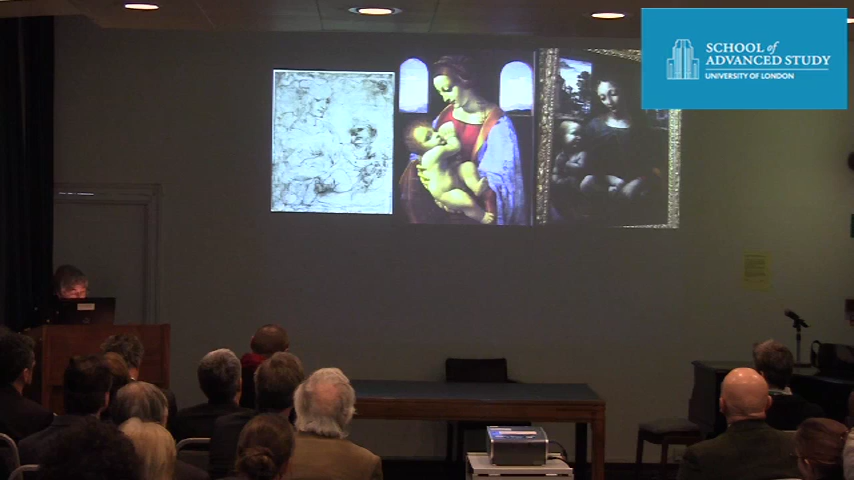 SCHOOL of
ADVANCED STUDY
UNIVERSITY OF LONDON